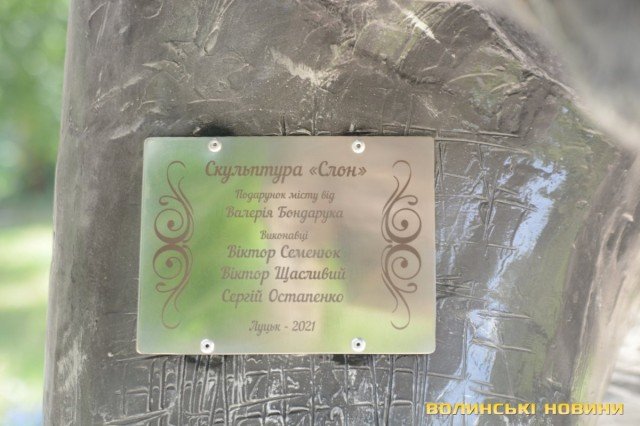 Скульптура «Слон»
Подарунок місту від
Валерія Бондарука
Виконавці
Віктор Семенюк
Віктор Щасливий
Сергій Остапенко
Луцьк - 2021
ВОЛИНСЬКІ НОВИНИ